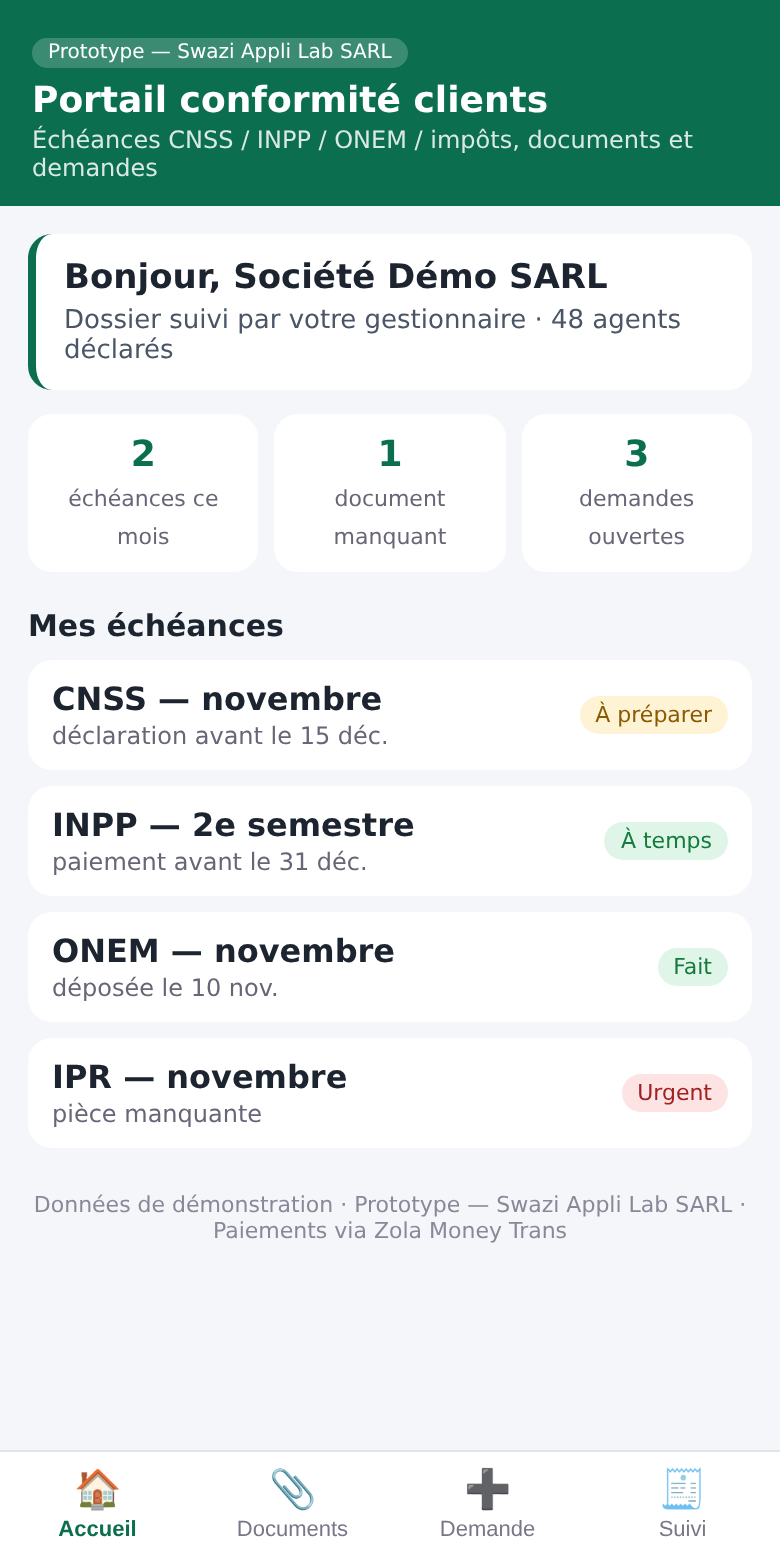 Prototype — Swazi Appli Lab SARL
Portail conformité clients
Échéances CNSS / INPP / ONEM / impôts, documents et
demandes
Bonjour, Société Démo SARL
Dossier suivi par votre gestionnaire · 48 agents
déclarés
2
échéances ce
mois
1
document
manquant
3
demandes
ouvertes
Mes échéances
CNSS — novembre
déclaration avant le 15 déc.
À préparer
INPP — 2e semestre
paiement avant le 31 déc.
À temps
ONEM — novembre
déposée le 10 nov.
Fait
IPR — novembre
pièce manquante
Urgent
Données de démonstration · Prototype — Swazi Appli Lab SARL ·
Paiements via Zola Money Trans
Accueil
Documents
Demande
Suivi